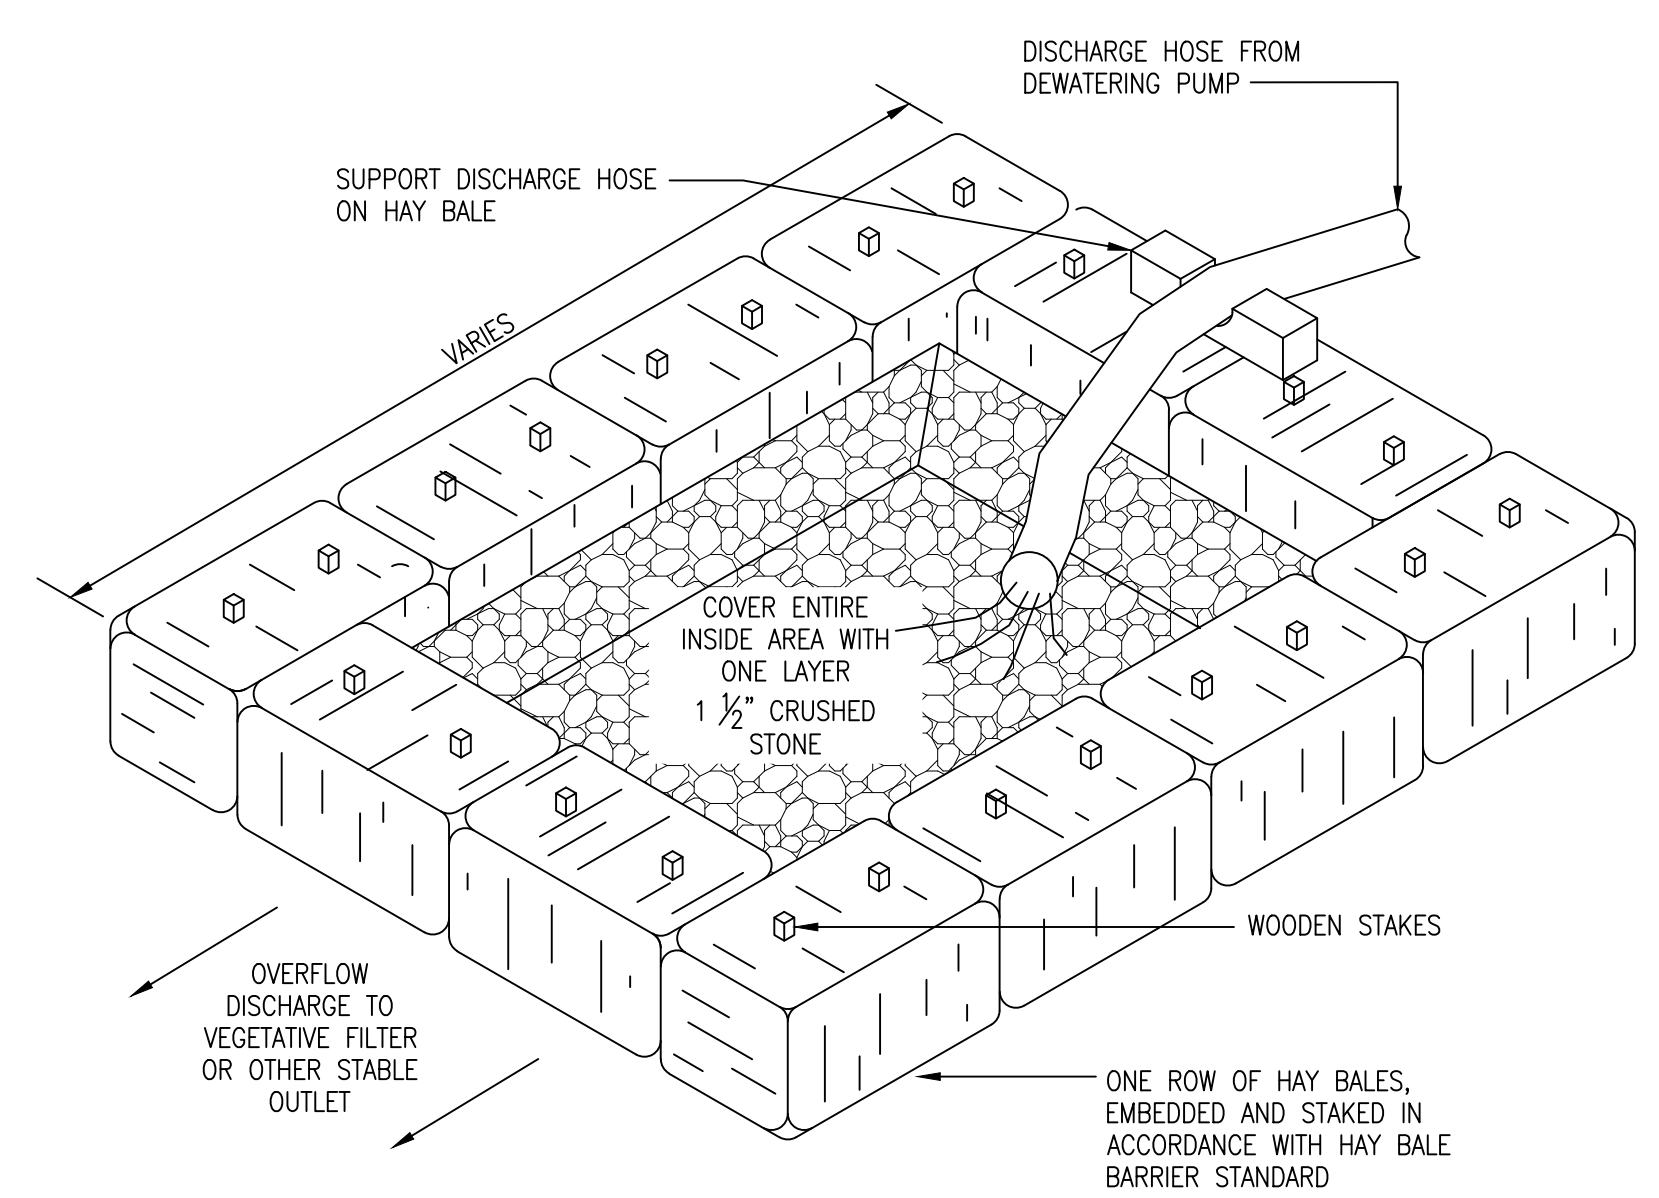 DISCHARGE HOSE FROM
DEWATERING PUMP
SUPPORT DISCHARGE HOSE
ON HAY BALE
VARIES
COVER ENTIRE
INSIDE AREA WITH
ONE LAYER
1 1/2" CRUSHED
STONE
WOODEN STAKES
OVERFLOW
DISCHARGE TO
VEGETATIVE FILTER
OR OTHER STABLE
OUTLET
ONE ROW OF HAY BALES,
EMBEDDED AND STAKED IN
ACCORDANCE WITH HAY BALE
BARRIER STANDARD